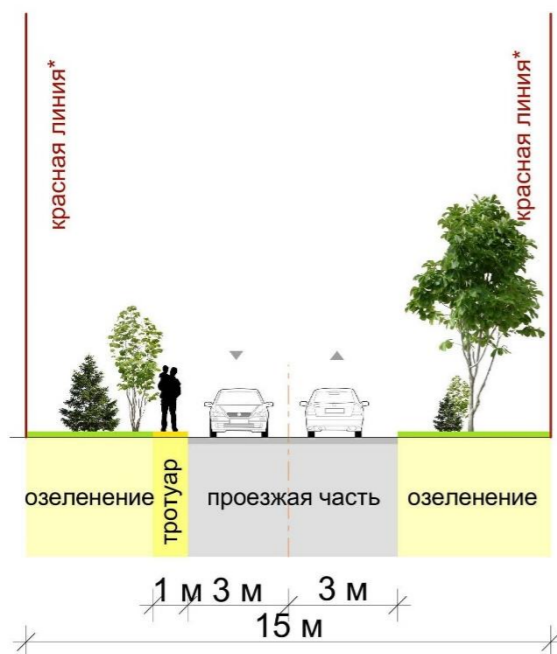 красная линия*
красная линия*
озеленение
тротуар
проезжая часть
озеленение
1 м
3 м
3 м
15 м